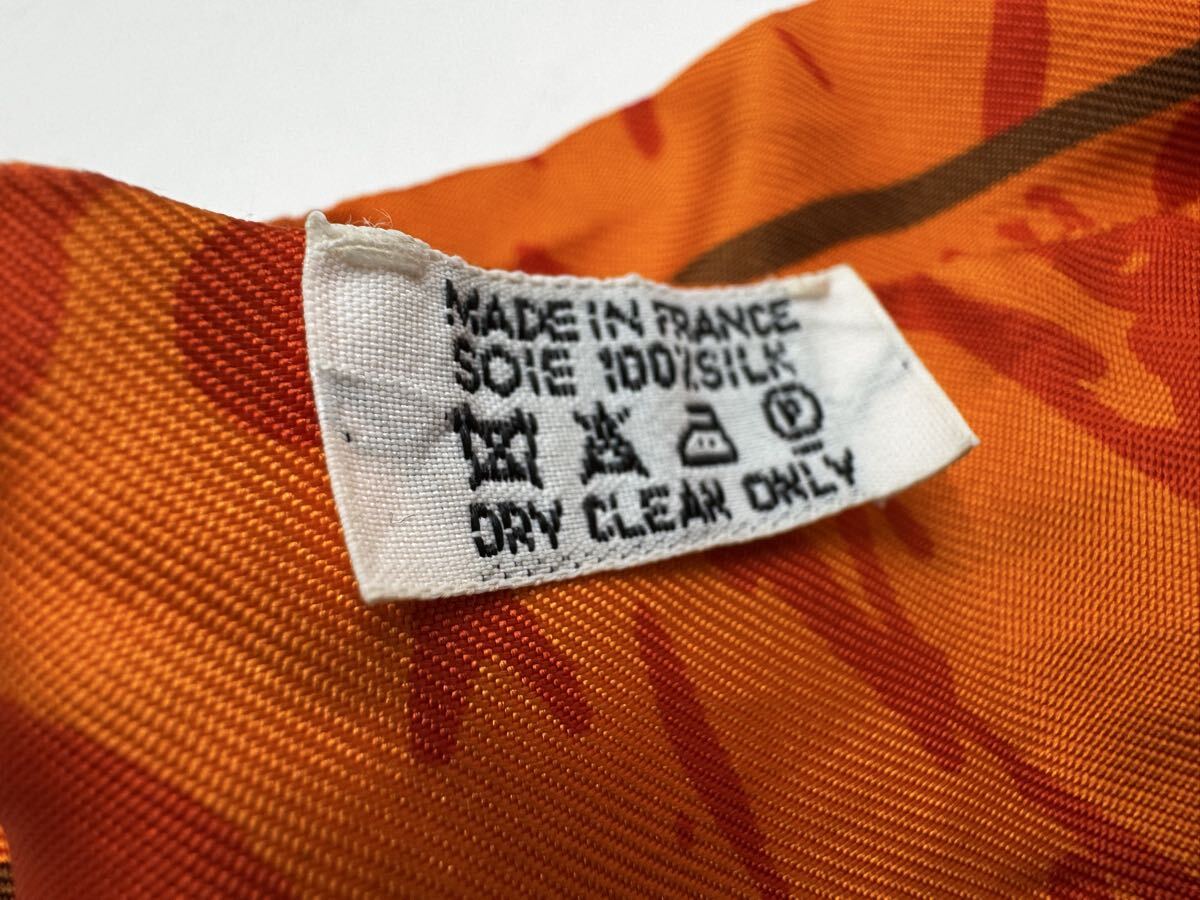 MADE IN FRANCE
SOIE 100% SILK
P
DRY CLEAN ONLY